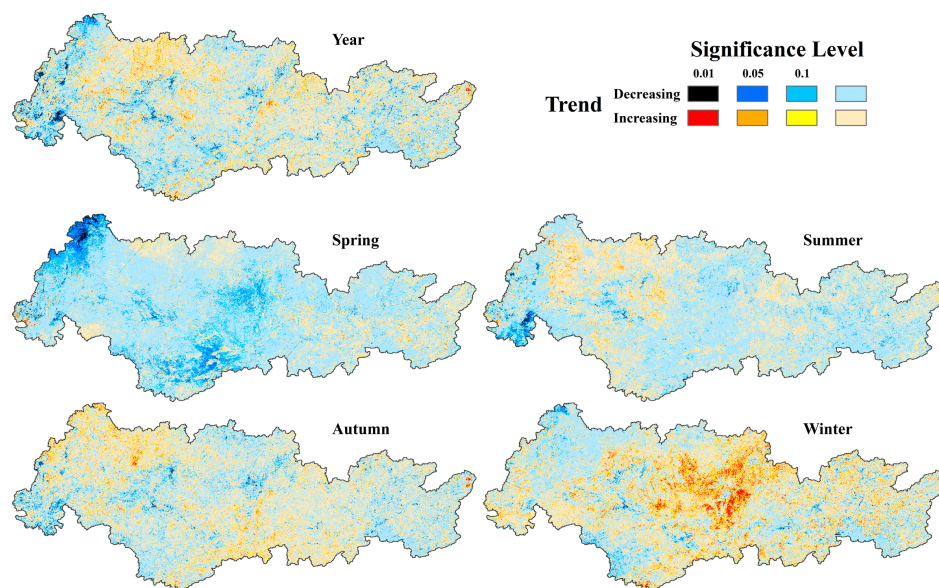 Year
Significance Level
0.01 0.05 0.1
Trend
Decreasing
Increasing
Spring
Summer
Autumn
Winter